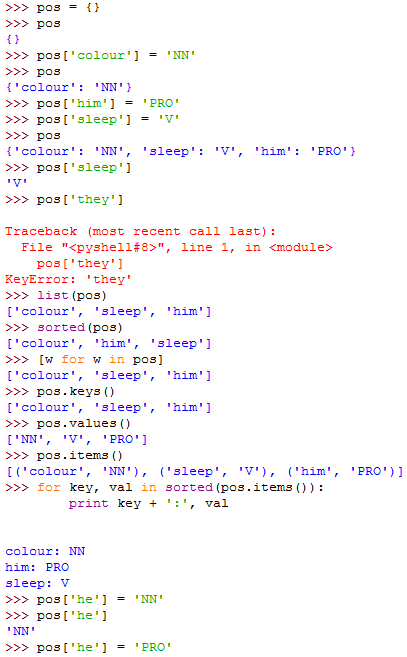 >>> pos = {}
>>> pos
{}
>>> pos['colour'] = 'NN'
>>> pos
{'colour': 'NN'}
>>> pos['him'] = 'PRO'
>>> pos['sleep'] = 'V'
>>> pos
{'colour': 'NN', 'sleep': 'V', 'him': 'PRO'}
>>> pos['sleep']
'V'
>>> pos['they']

Traceback (most recent call last):
  File "<pyshell#8>", line 1, in <module>
    pos['they']
KeyError: 'they'
>>> list(pos)
['colour', 'sleep', 'him']
>>> sorted(pos)
['colour', 'him', 'sleep']
>>> [w for w in pos]
['colour', 'sleep', 'him']
>>> pos.keys()
['colour', 'sleep', 'him']
>>> pos.values()
['NN', 'V', 'PRO']
>>> pos.items()
[('colour', 'NN'), ('sleep', 'V'), ('him', 'PRO')]
>>> for key, val in sorted(pos.items()):
        print key + ':', val

colour: NN
him: PRO
sleep: V
>>> pos['he'] = 'NN'
>>> pos['he']
'NN'
>>> pos['he'] = 'PRO'